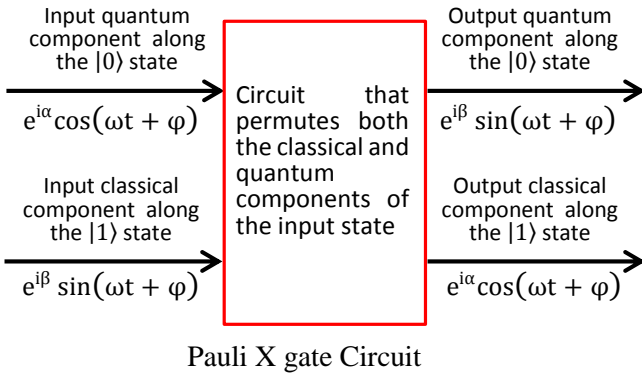 Input quantum
component along
the |0⟩ state
e^{iα}cos(ωt + φ)
Input classical
component along
the |1⟩ state
e^{iβ} sin(ωt + φ)
Circuit that
permutes both
the classical and
quantum
components of
the input state
Output quantum
component along
the |0⟩ state
e^{iβ} sin(ωt + φ)
Output classical
component along
the |1⟩ state
e^{iα}cos(ωt + φ)
Pauli X gate Circuit